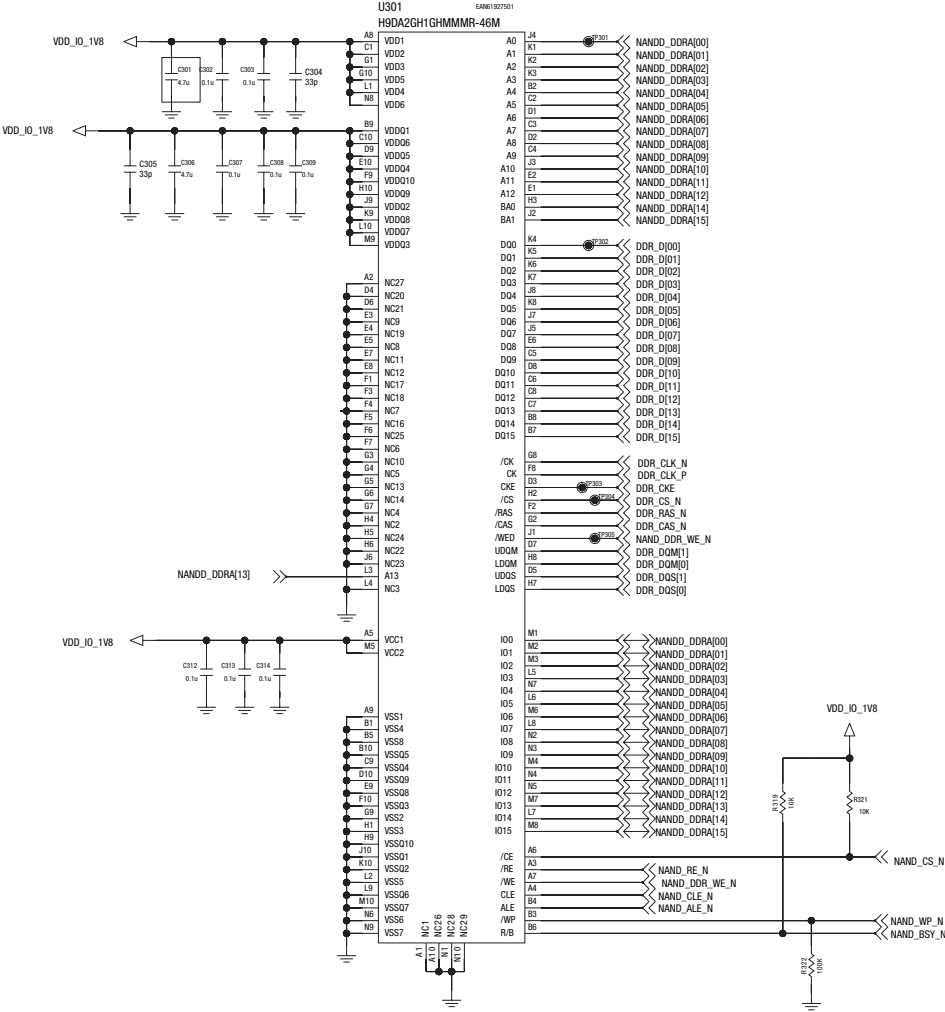 U301
EAN61927501
H9DA2GH1GHMMMR-46M
VDD_IO_1V8
C301
4.7u
C302
0.1u
C303
0.1u
C304
33p
A8 VDD1
C1 VDD2
G1 VDD3
G10 VDD5
L1 VDD4
N8 VDD6
VDD_IO_1V8
C305
33p
C306
4.7u
C307
0.1u
C308
0.1u
C309
0.1u
B9 VDDQ1
C10 VDDQ6
D9 VDDQ5
E10 VDDQ4
F9 VDDQ10
H10 VDDQ9
J9 VDDQ2
K9 VDDQ8
L10 VDDQ7
M9 VDDQ3
A2 NC27
D4 NC20
D6 NC21
E3 NC9
E4 NC19
E5 NC8
E7 NC11
E8 NC12
F1 NC17
F3 NC18
F4 NC7
F5 NC16
F6 NC25
F7 NC6
G3 NC10
G4 NC5
G5 NC13
G6 NC14
G7 NC4
H4 NC2
H5 NC24
H6 NC22
J6 NC23
NANDD_DDRA[13] L3 A13
L4 NC3
VDD_IO_1V8
C312
0.1u
C313
0.1u
C314
0.1u
A5 VCC1
M5 VCC2
A9 VSS1
B1 VSS4
B5 VSS8
B10 VSSQ5
C9 VSSQ4
D10 VSSQ9
E9 VSSQ8
F10 VSSQ3
G9 VSS2
H1 VSS3
H9 VSSQ10
J10 VSSQ1
K10 VSSQ2
L2 VSS5
L9 VSSQ6
M10 VSSQ7
N6 VSS6
N9 VSS7
NC1 NC26 NC28 NC29
A1 A10 N1 N10
A0 J4 TP301 NANDD_DDRA[00]
A1 K1 NANDD_DDRA[01]
A2 K2 NANDD_DDRA[02]
A3 K3 NANDD_DDRA[03]
A4 B2 NANDD_DDRA[04]
A5 C2 NANDD_DDRA[05]
A6 D1 NANDD_DDRA[06]
A7 C3 NANDD_DDRA[07]
A8 D2 NANDD_DDRA[08]
A9 C4 NANDD_DDRA[09]
A10 J3 NANDD_DDRA[10]
A11 E2 NANDD_DDRA[11]
A12 E1 NANDD_DDRA[12]
BA0 H3 NANDD_DDRA[14]
BA1 J2 NANDD_DDRA[15]
DQ0 K4 TP302 DDR_D[00]
DQ1 K5 DDR_D[01]
DQ2 K6 DDR_D[02]
DQ3 K7 DDR_D[03]
DQ4 J8 DDR_D[04]
DQ5 K8 DDR_D[05]
DQ6 J7 DDR_D[06]
DQ7 J5 DDR_D[07]
DQ8 E6 DDR_D[08]
DQ9 C5 DDR_D[09]
DQ10 D8 DDR_D[10]
DQ11 C6 DDR_D[11]
DQ12 C8 DDR_D[12]
DQ13 C7 DDR_D[13]
DQ14 B8 DDR_D[14]
DQ15 B7 DDR_D[15]
/CK G8 DDR_CLK_N
CK F8 DDR_CLK_P
CKE D3 TP303 DDR_CKE
/CS H2 TP304 DDR_CS_N
/RAS F2 DDR_RAS_N
/CAS G2 DDR_CAS_N
/WED J1 TP305 NAND_DDR_WE_N
UDQM D7 DDR_DQM[1]
LDQM H8 DDR_DQM[0]
UDQS D5 DDR_DQS[1]
LDQS H7 DDR_DQS[0]
IO0 M1 NANDD_DDRA[00]
IO1 M2 NANDD_DDRA[01]
IO2 M3 NANDD_DDRA[02]
IO3 L5 NANDD_DDRA[03]
IO4 N7 NANDD_DDRA[04]
IO5 L6 NANDD_DDRA[05]
IO6 M6 NANDD_DDRA[06]
IO7 L8 NANDD_DDRA[07]
IO8 N2 NANDD_DDRA[08]
IO9 N3 NANDD_DDRA[09]
IO10 M4 NANDD_DDRA[10]
IO11 N4 NANDD_DDRA[11]
IO12 N5 NANDD_DDRA[12]
IO13 M7 NANDD_DDRA[13]
IO14 L7 NANDD_DDRA[14]
IO15 M8 NANDD_DDRA[15]
/CE A6 NAND_CS_N
/RE A3 NAND_RE_N
/WE A7 NAND_DDR_WE_N
CLE A4 NAND_CLE_N
ALE B4 NAND_ALE_N
/WP B3 NAND_WP_N
R/B B6 NAND_BSY_N
VDD_IO_1V8
R319
10K
R321
10K
R322
100K